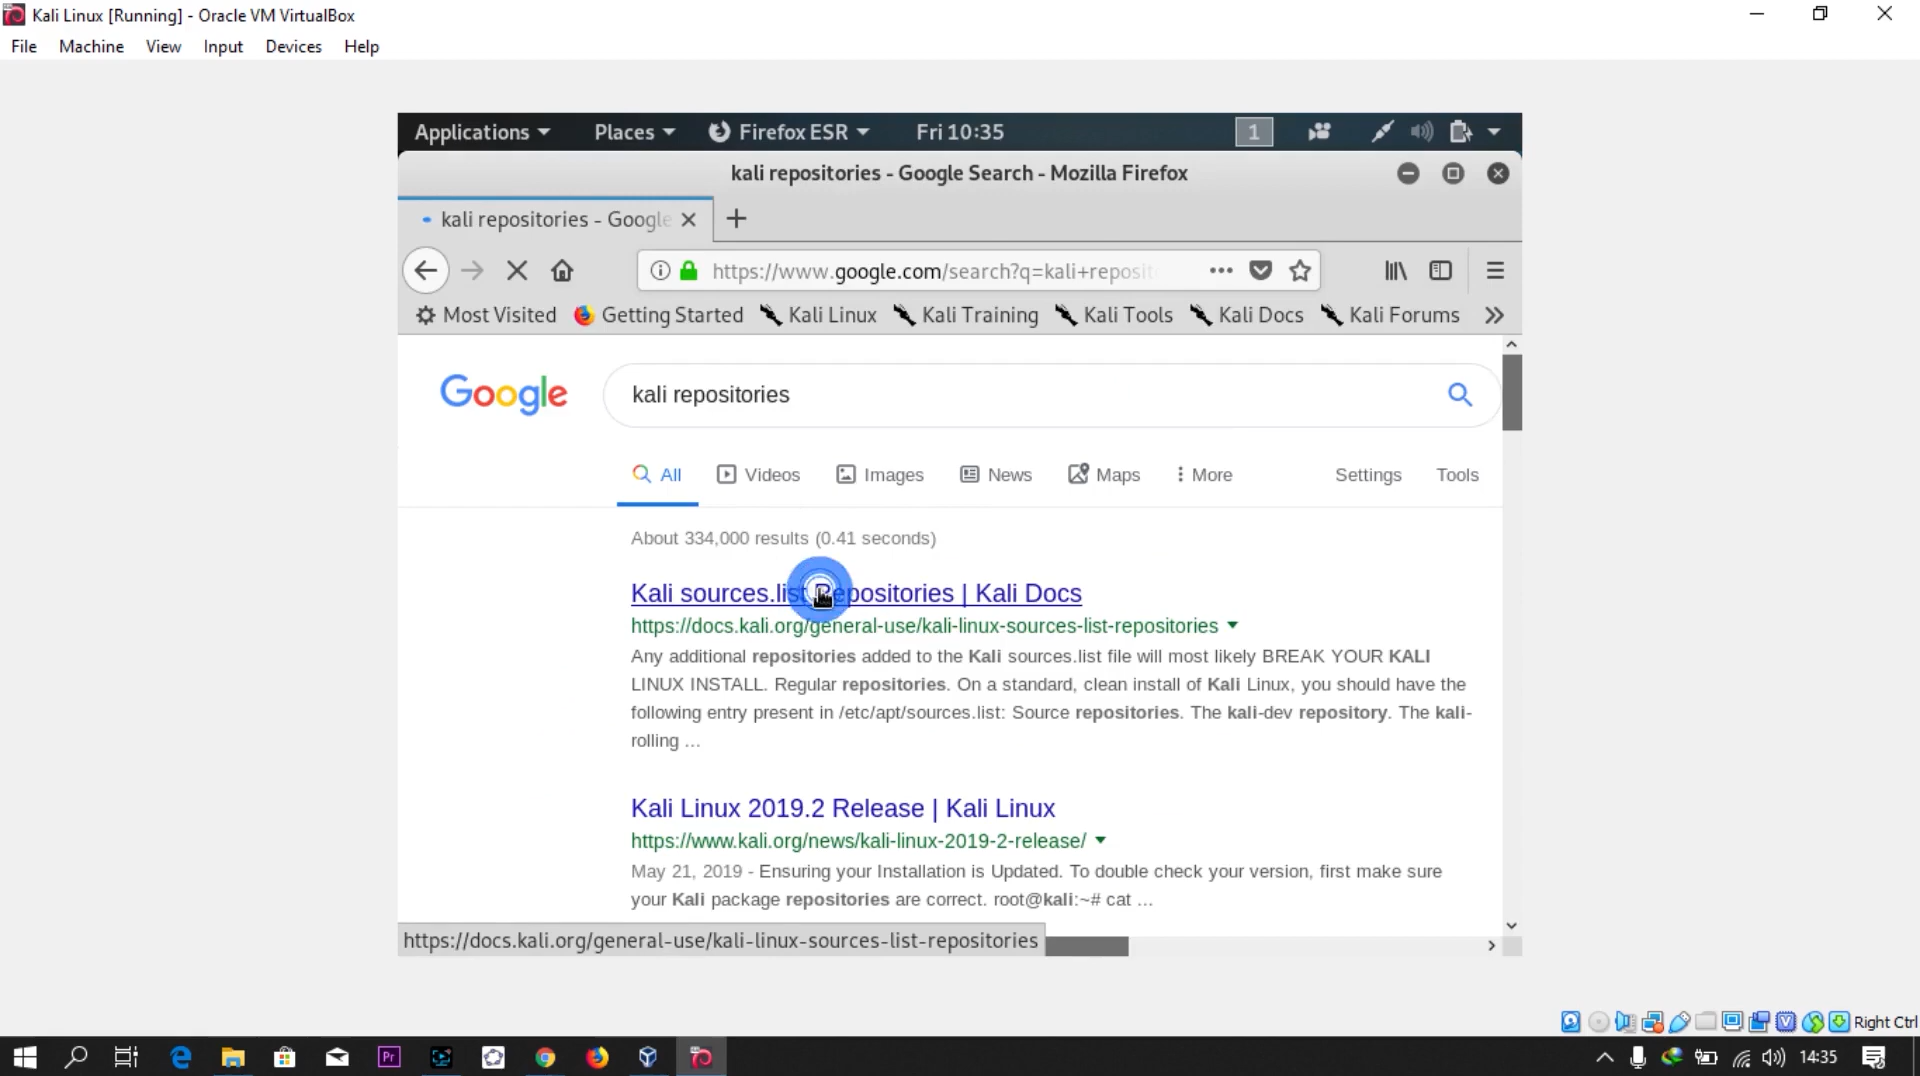 Kali Linux [Running] - Oracle VM VirtualBox
File Machine View Input Devices Help
Applications Places Firefox ESR Fri 10:35 1
kali repositories - Google Search - Mozilla Firefox
kali repositories - Google
https://www.google.com/search?q=kali+reposit
Most Visited Getting Started Kali Linux Kali Training Kali Tools Kali Docs Kali Forums
Google kali repositories
All Videos Images News Maps More Settings Tools
About 334,000 results (0.41 seconds)
Kali sources.list Repositories | Kali Docs
https://docs.kali.org/general-use/kali-linux-sources-list-repositories
Any additional repositories added to the Kali sources.list file will most likely BREAK YOUR KALI
LINUX INSTALL. Regular repositories. On a standard, clean install of Kali Linux, you should have the
following entry present in /etc/apt/sources.list: Source repositories. The kali-dev repository. The kali-
rolling ...
Kali Linux 2019.2 Release | Kali Linux
https://www.kali.org/news/kali-linux-2019-2-release/
May 21, 2019 - Ensuring your Installation is Updated. To double check your version, first make sure
your Kali package repositories are correct. root@kali:~# cat ...
https://docs.kali.org/general-use/kali-linux-sources-list-repositories
Right Ctrl
Pr 14:35